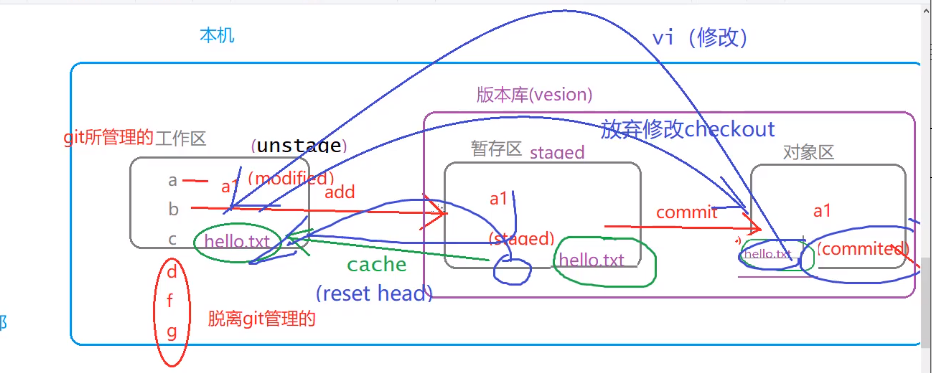 本机
vi（修改）
版本库(vesion)
git所管理的 工作区
(unstage)
放弃修改checkout
暂存区 staged
对象区
a
a1
(modified)
add
b
c
hello.txt
a1
(staged)
hello.txt
commit
a1
hello.txt
(commited)
cache
(reset head)
d
f
g
脱离git管理的